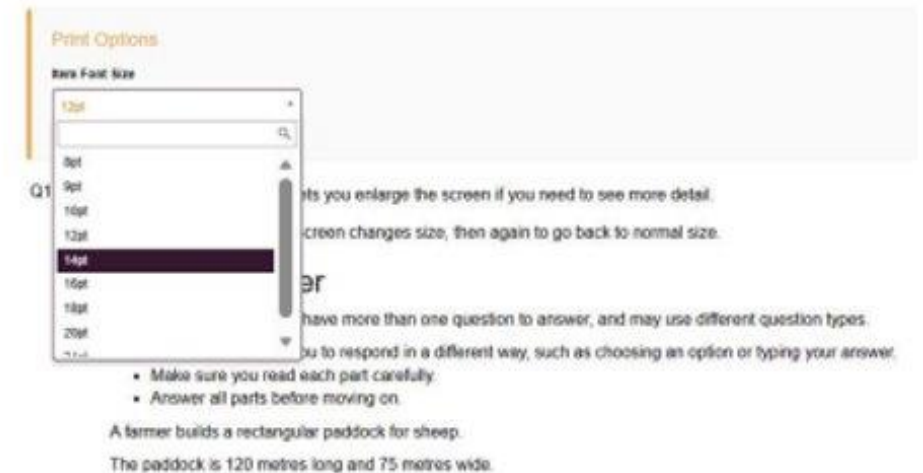 Print Options
Item Font Size
12pt
8pt
Q1 9pt ets you enlarge the screen if you need to see more detail.
10pt
12pt creen changes size, then again to go back to normal size.
14pt
16pt er
18pt have more than one question to answer, and may use different question types.
20pt
ou to respond in a different way, such as choosing an option or typing your answer.
• Make sure you read each part carefully.
• Answer all parts before moving on.
A farmer builds a rectangular paddock for sheep.
The paddock is 120 metres long and 75 metres wide.